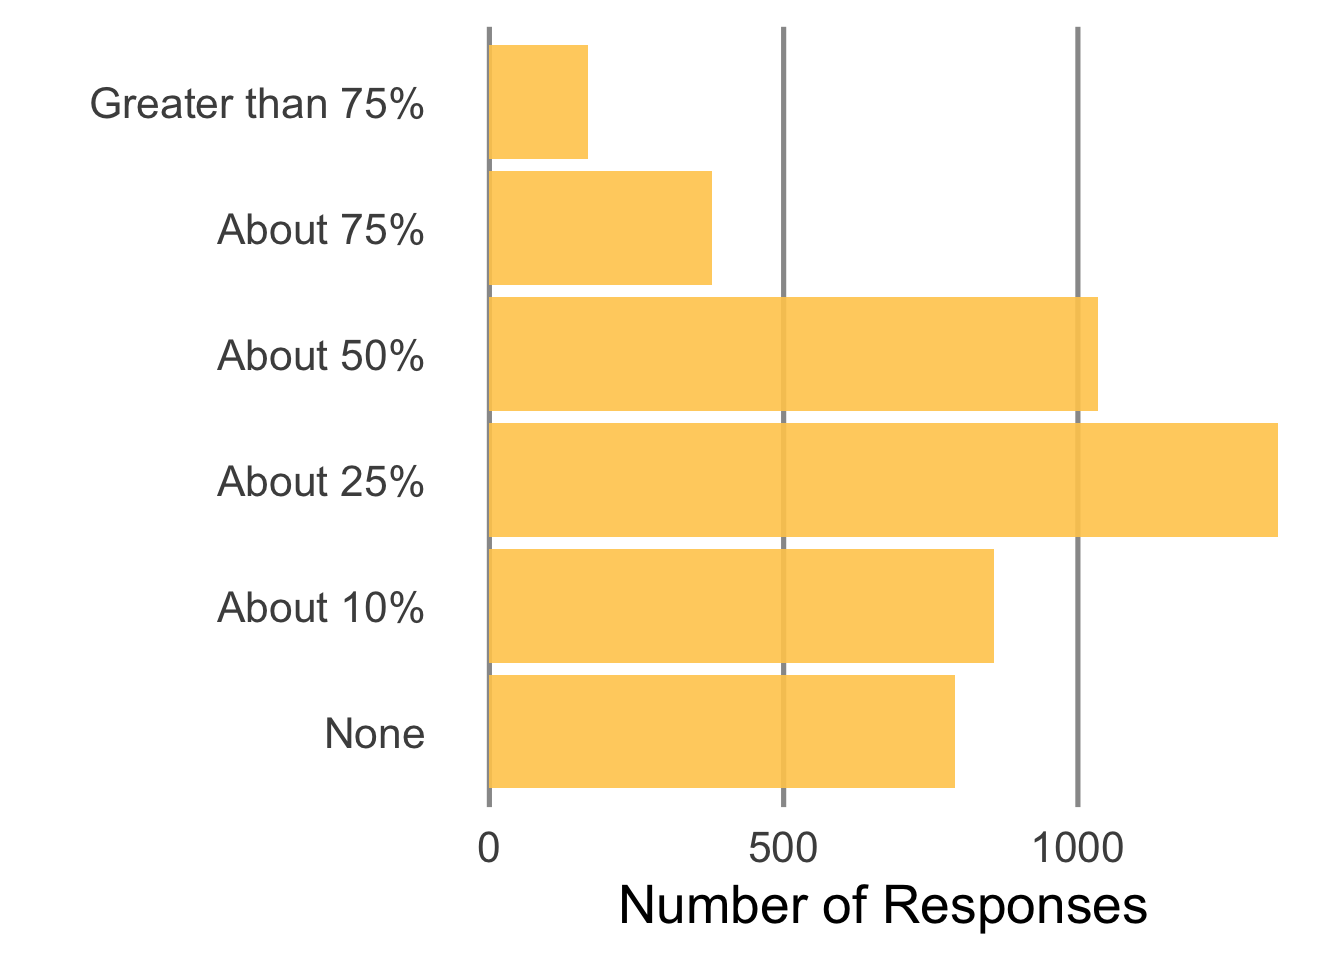 Greater than 75%
About 75%
About 50%
About 25%
About 10%
None
0 500 1000
Number of Responses